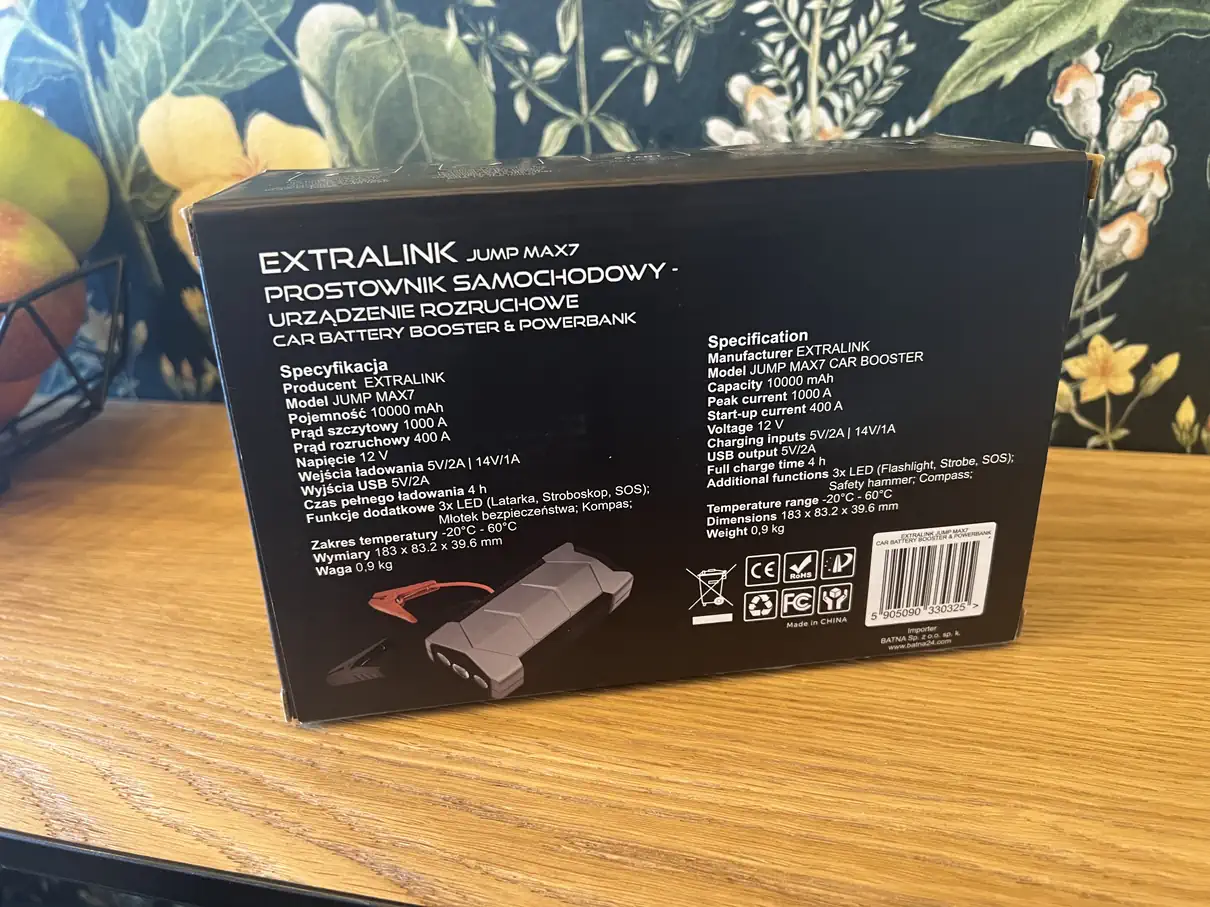 EXTRALINK JUMP MAX7
PROSTOWNIK SAMOCHODOWY -
URZĄDZENIE ROZRUCHOWE
CAR BATTERY BOOSTER & POWERBANK
Specyfikacja
Producent EXTRALINK
Model JUMP MAX7
Pojemność 10000 mAh
Prąd szczytowy 1000 A
Prąd rozruchowy 400 A
Napięcie 12 V
Wejścia ładowania 5V/2A | 14V/1A
Wyjścia USB 5V/2A
Czas pełnego ładowania 4 h
Funkcje dodatkowe 3x LED (Latarka, Stroboskop, SOS);
Młotek bezpieczeństwa; Kompas;
Zakres temperatury -20°C - 60°C
Wymiary 183 x 83.2 x 39.6 mm
Waga 0,9 kg
Specification
Manufacturer EXTRALINK
Model JUMP MAX7 CAR BOOSTER
Capacity 10000 mAh
Peak current 1000 A
Start-up current 400 A
Voltage 12 V
Charging inputs 5V/2A | 14V/1A
USB output 5V/2A
Full charge time 4 h
Additional functions 3x LED (Flashlight, Strobe, SOS);
Safety hammer; Compass;
Temperature range -20°C - 60°C
Dimensions 183 x 83.2 x 39.6 mm
Weight 0,9 kg
CE
RoHS
FC
Made in CHINA
EXTRALINK JUMP MAX7
CAR BATTERY BOOSTER & POWERBANK
5 905090 330325 >
Importer
BATNA Sp. z o.o. sp. k.
www.batna24.com